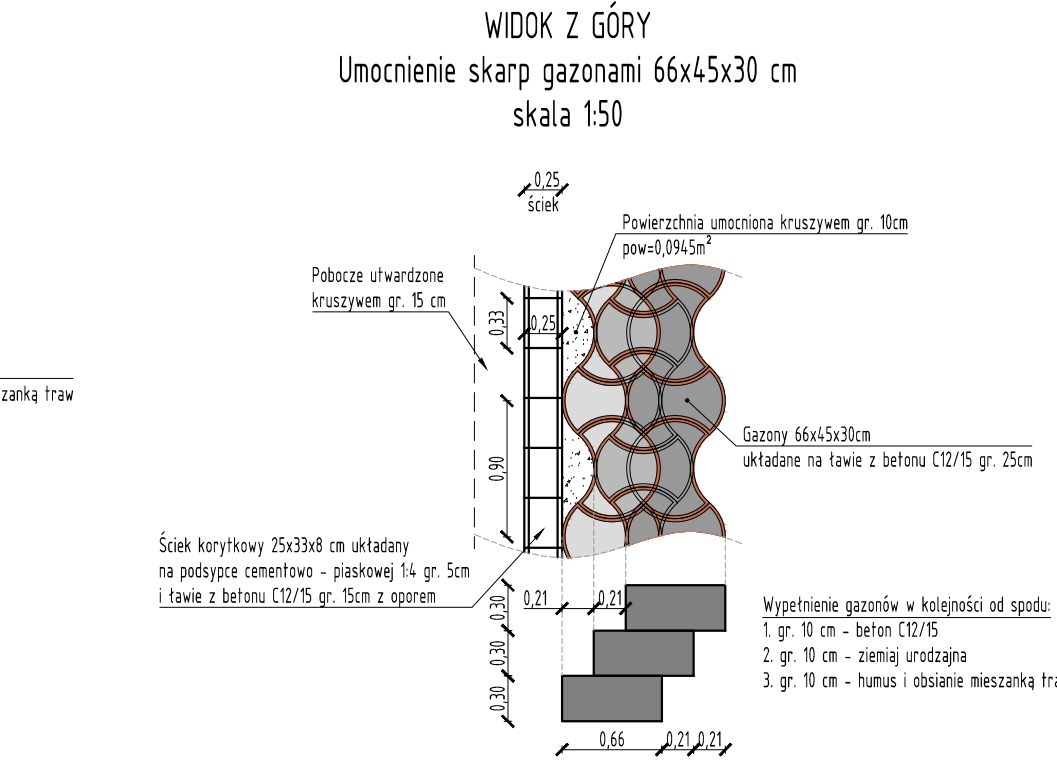 WIDOK Z GÓRY
Umocnienie skarp gazonami 66x45x30 cm
skala 1:50
0,25
ściek
Powierzchnia umocniona kruszywem gr. 10cm
pow=0,0945m²
Pobocze utwardzone
kruszywem gr. 15 cm
0,33
0,25
zanką traw
0,90
Gazony 66x45x30cm
układane na ławie z betonu C12/15 gr. 25cm
Ściek korytkowy 25x33x8 cm układany
na podsypce cementowo - piaskowej 1:4 gr. 5cm
i ławie z betonu C12/15 gr. 15cm z oporem
0,21
0,21
0,30
0,30
0,30
Wypełnienie gazonów w kolejności od spodu:
1. gr. 10 cm - beton C12/15
2. gr. 10 cm - ziemiaj urodzajna
3. gr. 10 cm - humus i obsianie mieszanką tra
0,66
0,21
0,21